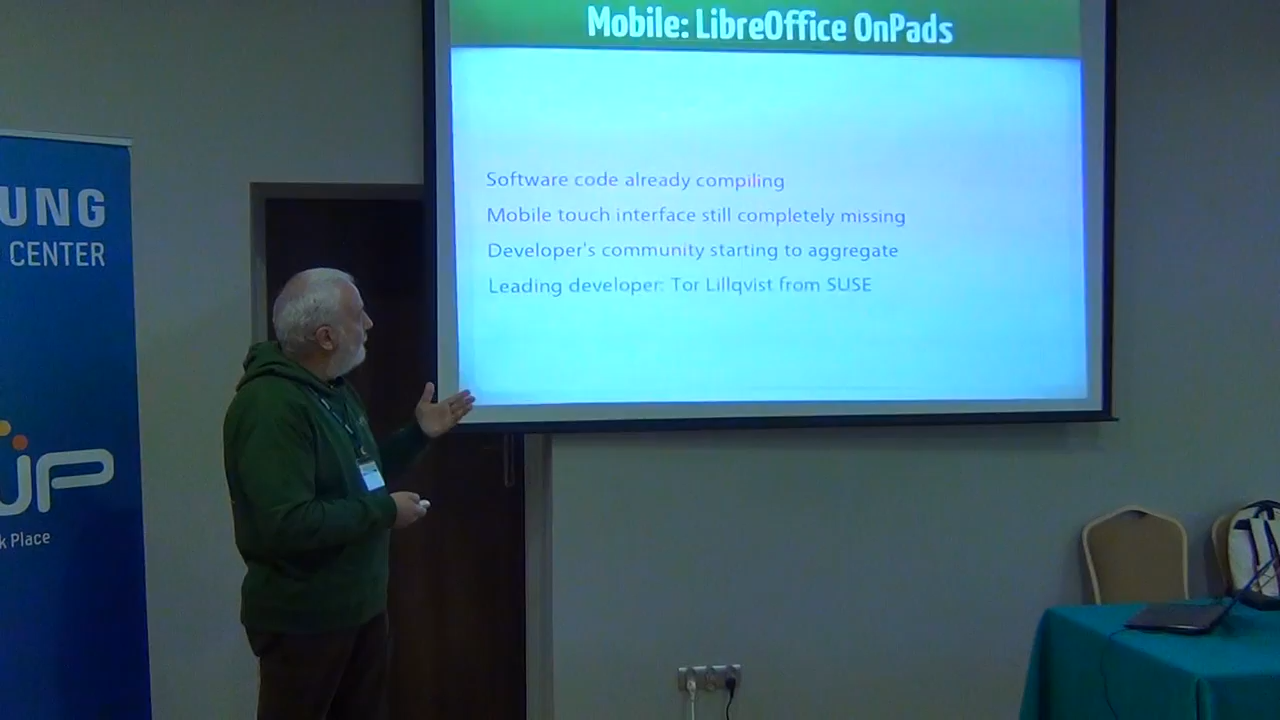 Mobile: LibreOffice OnPads
Software code already compiling
Mobile touch interface still completely missing
Developer's community starting to aggregate
Leading developer: Tor Lillqvist from SUSE
UNG
CENTER
UP
k Place